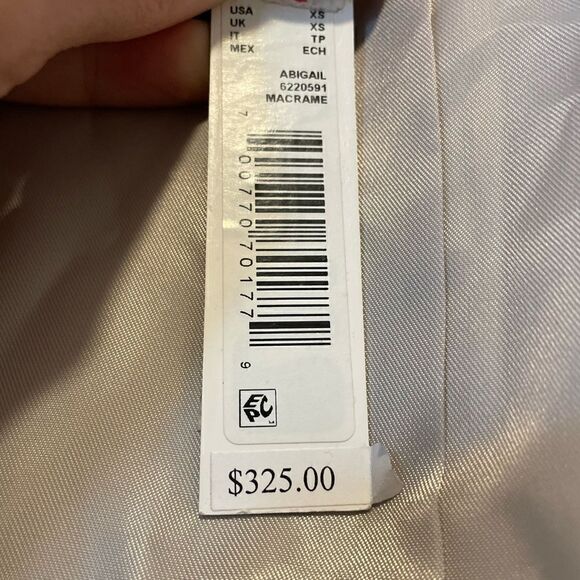 USA XS
UK XS
IT TP
MEX ECH
ABIGAIL
6220591
MACRAME
7 00770 70177 9
EPC
$325.00